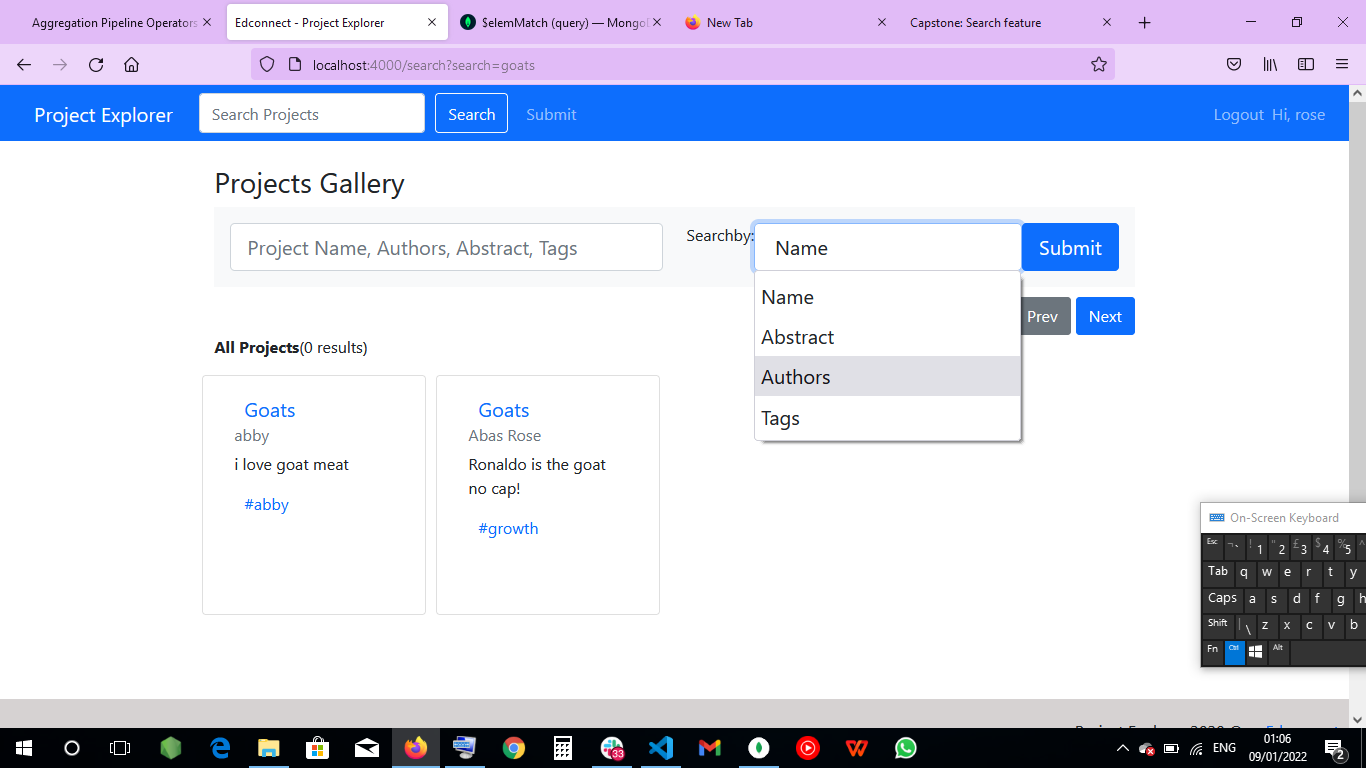 Aggregation Pipeline Operators
Edconnect - Project Explorer
$elemMatch (query) — Mongo
New Tab
Capstone: Search feature
localhost:4000/search?search=goats
Project Explorer
Search Projects
Search
Submit
Logout Hi, rose
Projects Gallery
Project Name, Authors, Abstract, Tags
Searchby:
Name
Submit
Name
Abstract
Authors
Tags
Prev
Next
All Projects(0 results)
Goats
abby
i love goat meat
#abby
Goats
Abas Rose
Ronaldo is the goat
no cap!
#growth
On-Screen Keyboard
Esc ¬ ` ! 1 " 2 £ 3 $ 4 % 5 ^
Tab q w e r t y
Caps a s d f g h
Shift | \ z x c v b
Fn Ctrl Alt
33
ENG
01:06
09/01/2022
2